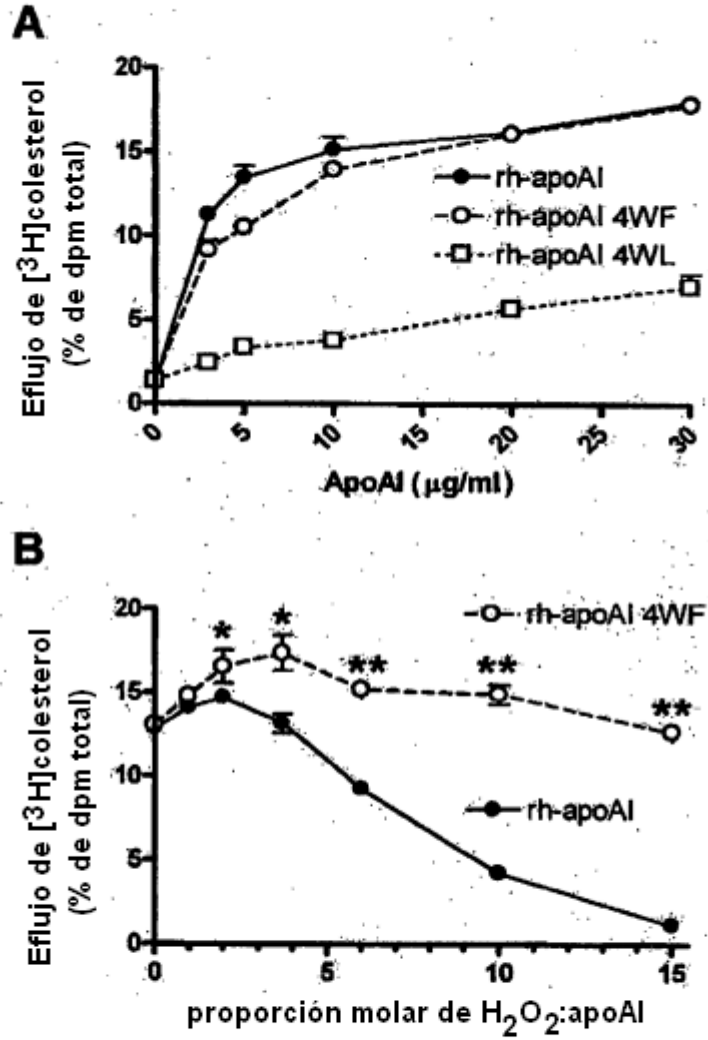 A
Eflujo de [³H]colesterol
(% de dpm total)
20
15
10
5
0
rh-apoAI
rh-apoAI 4WF
rh-apoAI 4WL
0 5 10 15 20 25 30
ApoAI (μg/ml)
B
Eflujo de [³H]colesterol
(% de dpm total)
20
15
10
5
0
rh-apoAI 4WF
* * ** ** **
rh-apoAI
0 5 10 15
proporción molar de H₂O₂:apoAI